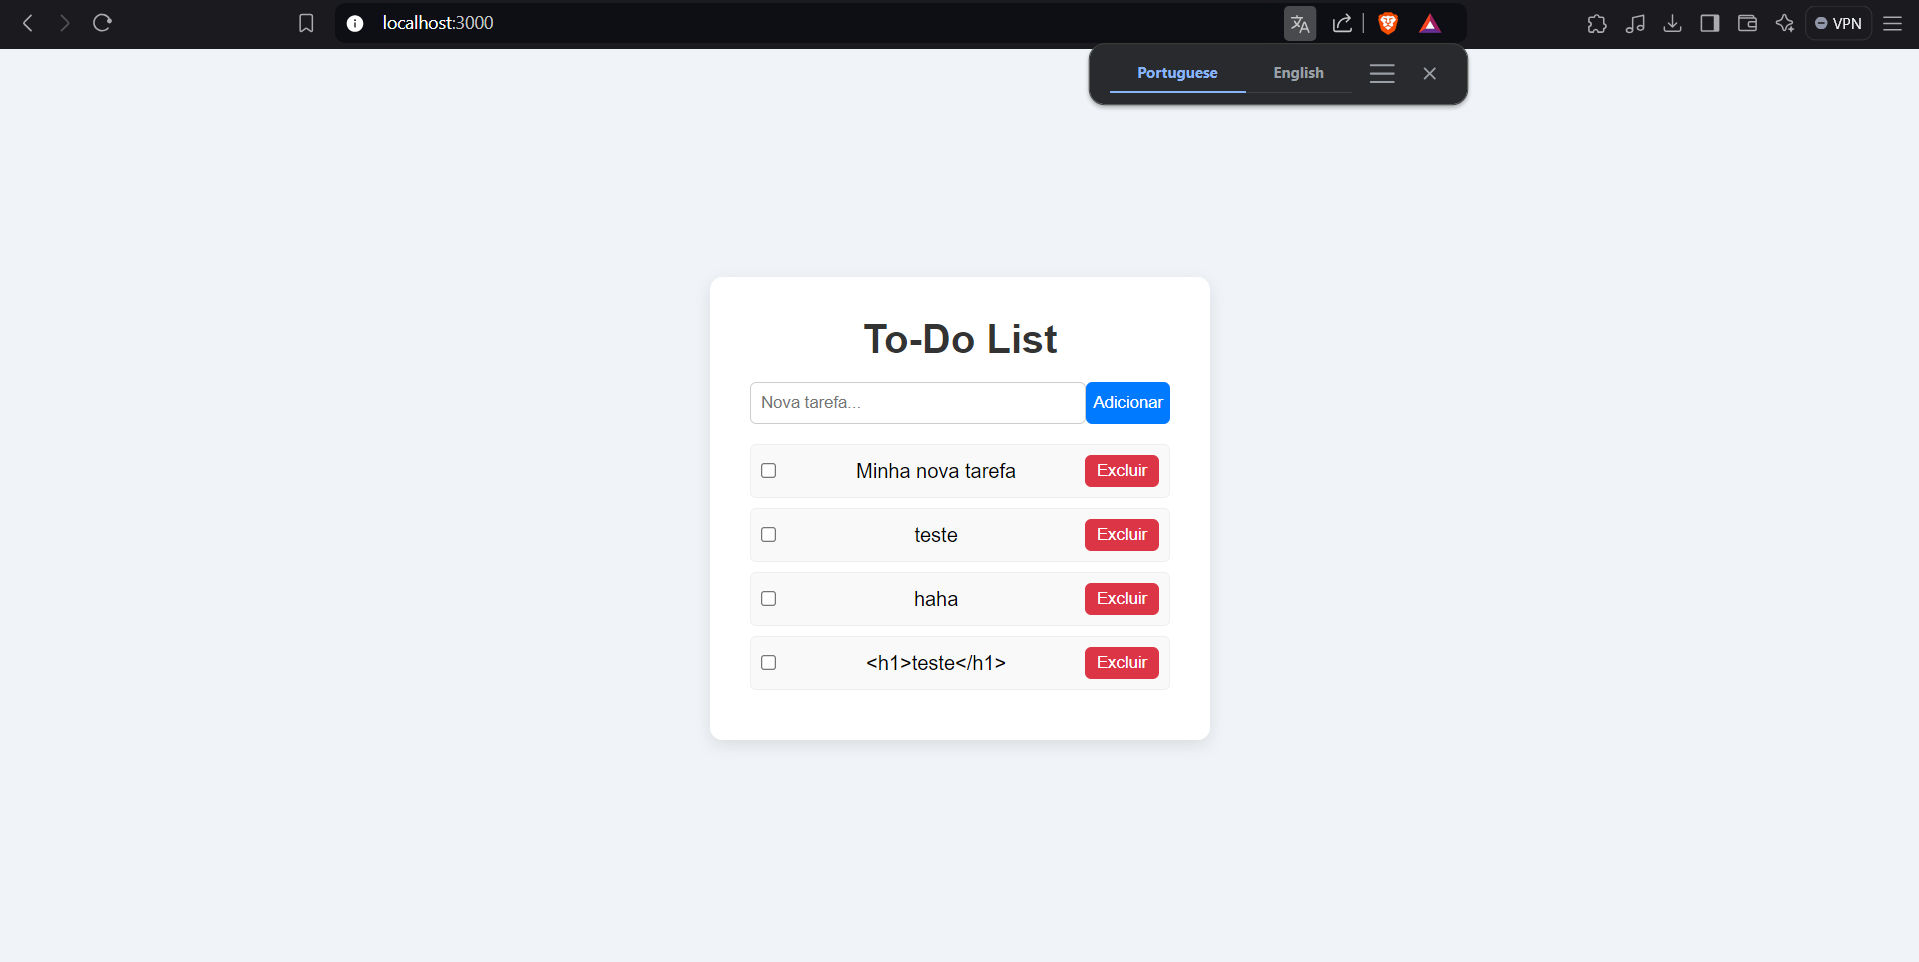 localhost:3000
VPN
Portuguese English
To-Do List
Nova tarefa... Adicionar
Minha nova tarefa Excluir
teste Excluir
haha Excluir
<h1>teste</h1> Excluir